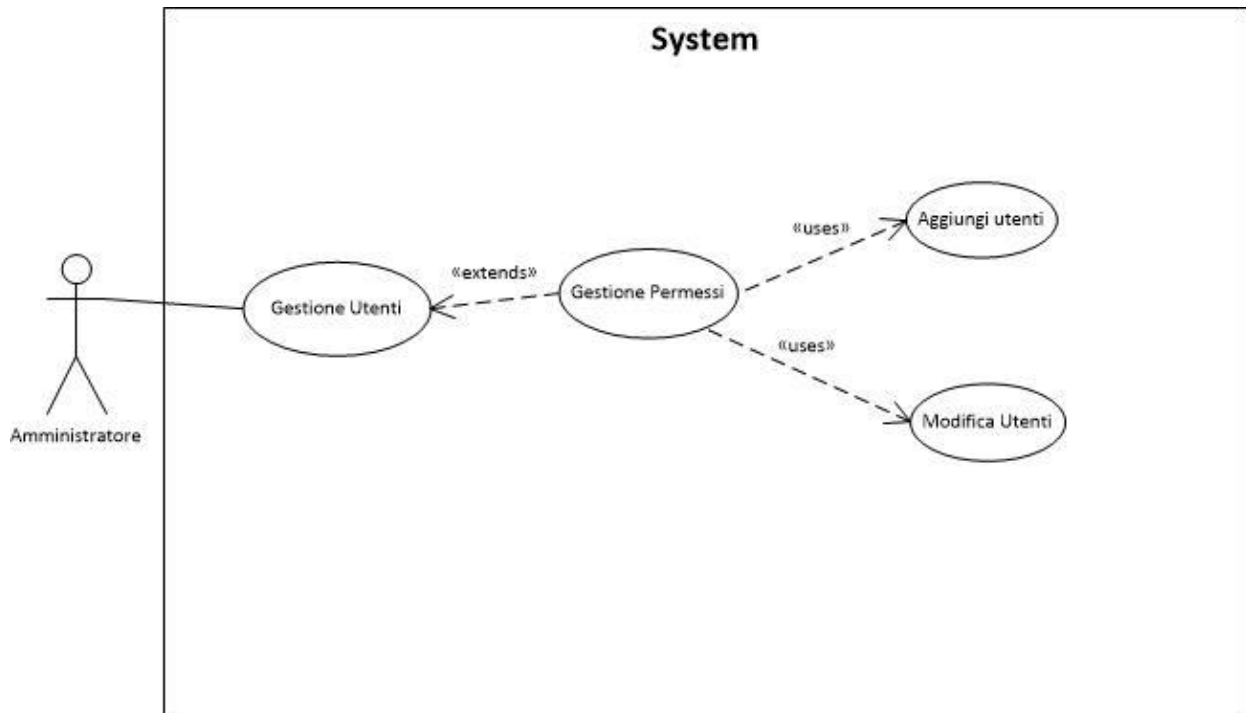 System
Aggiungi utenti
«uses»
«extends»
Gestione Permessi
Gestione Utenti
«uses»
Modifica Utenti
Amministratore